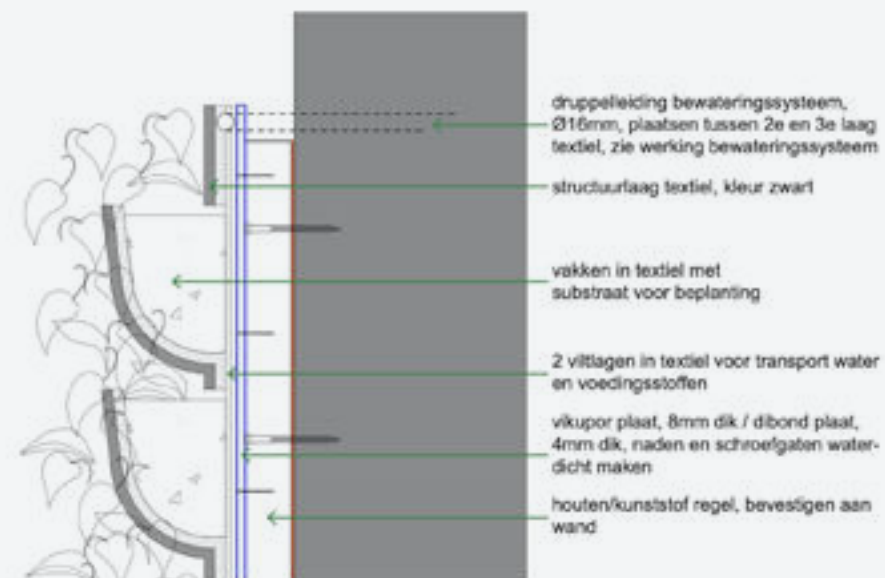 druppelleiding bewateringssysteem,
Ø16mm, plaatsen tussen 2e en 3e laag
textiel, zie werking bewateringssysteem
structuurlaag textiel, kleur zwart
vakken in textiel met
substraat voor beplanting
2 viltlagen in textiel voor transport water
en voedingsstoffen
vikupor plaat, 8mm dik / dibond plaat,
4mm dik, naden en schroefgaten water-
dicht maken
houten/kunststof regel, bevestigen aan
wand